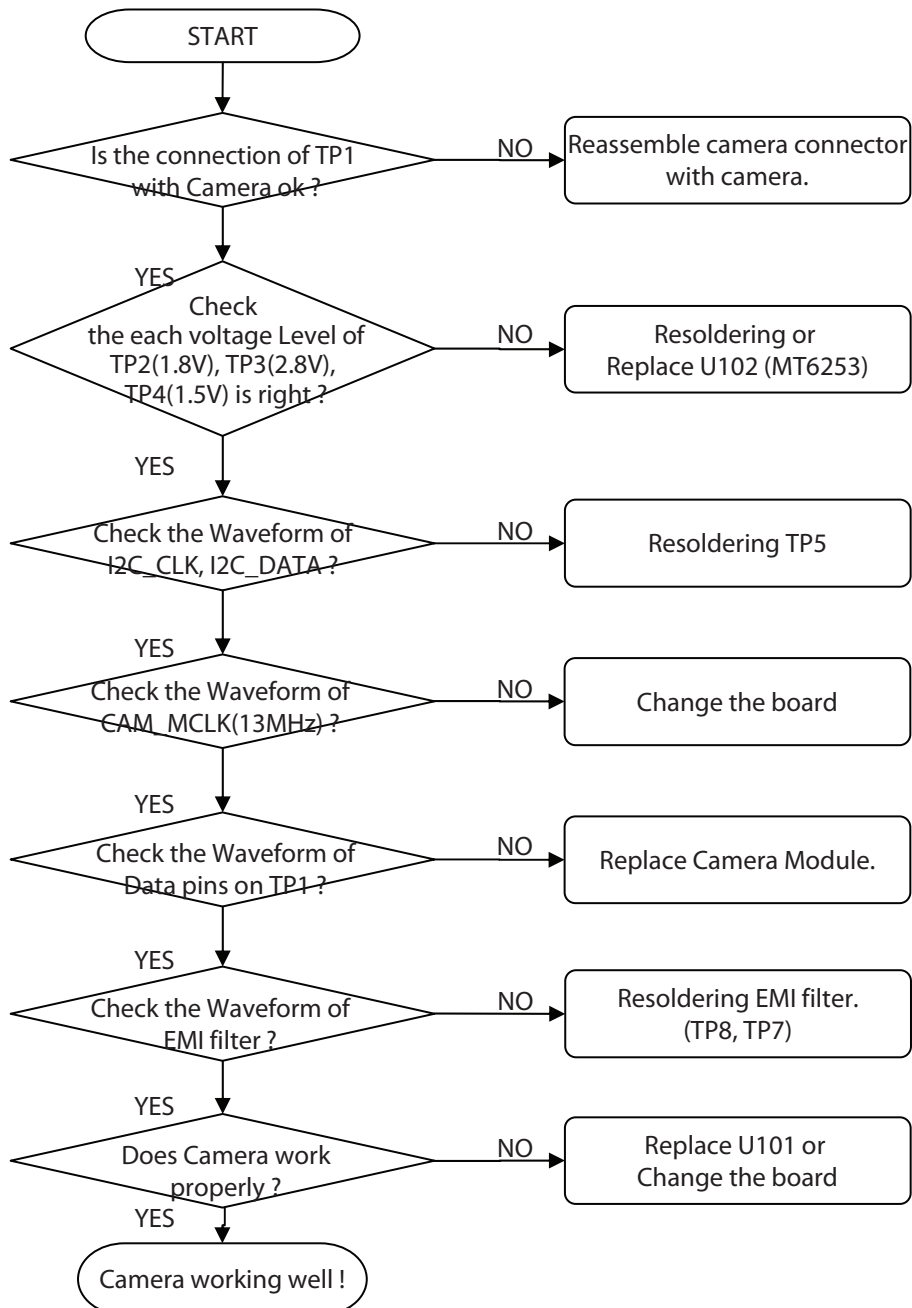 START
Is the connection of TP1
with Camera ok ?
NO
Reassemble camera connector
with camera.
YES
Check
the each voltage Level of
TP2(1.8V), TP3(2.8V),
TP4(1.5V) is right ?
NO
Resoldering or
Replace U102 (MT6253)
YES
Check the Waveform of
I2C_CLK, I2C_DATA ?
NO
Resoldering TP5
YES
Check the Waveform of
CAM_MCLK(13MHz) ?
NO
Change the board
YES
Check the Waveform of
Data pins on TP1 ?
NO
Replace Camera Module.
YES
Check the Waveform of
EMI filter ?
NO
Resoldering EMI filter.
(TP8, TP7)
YES
Does Camera work
properly ?
NO
Replace U101 or
Change the board
YES
Camera working well !